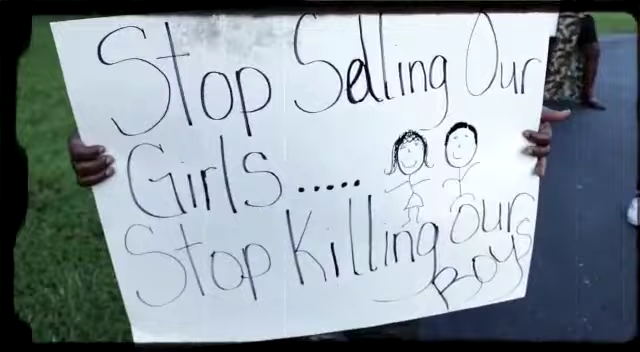 Stop Selling Our
Girls.....
Stop Killing our
Boys